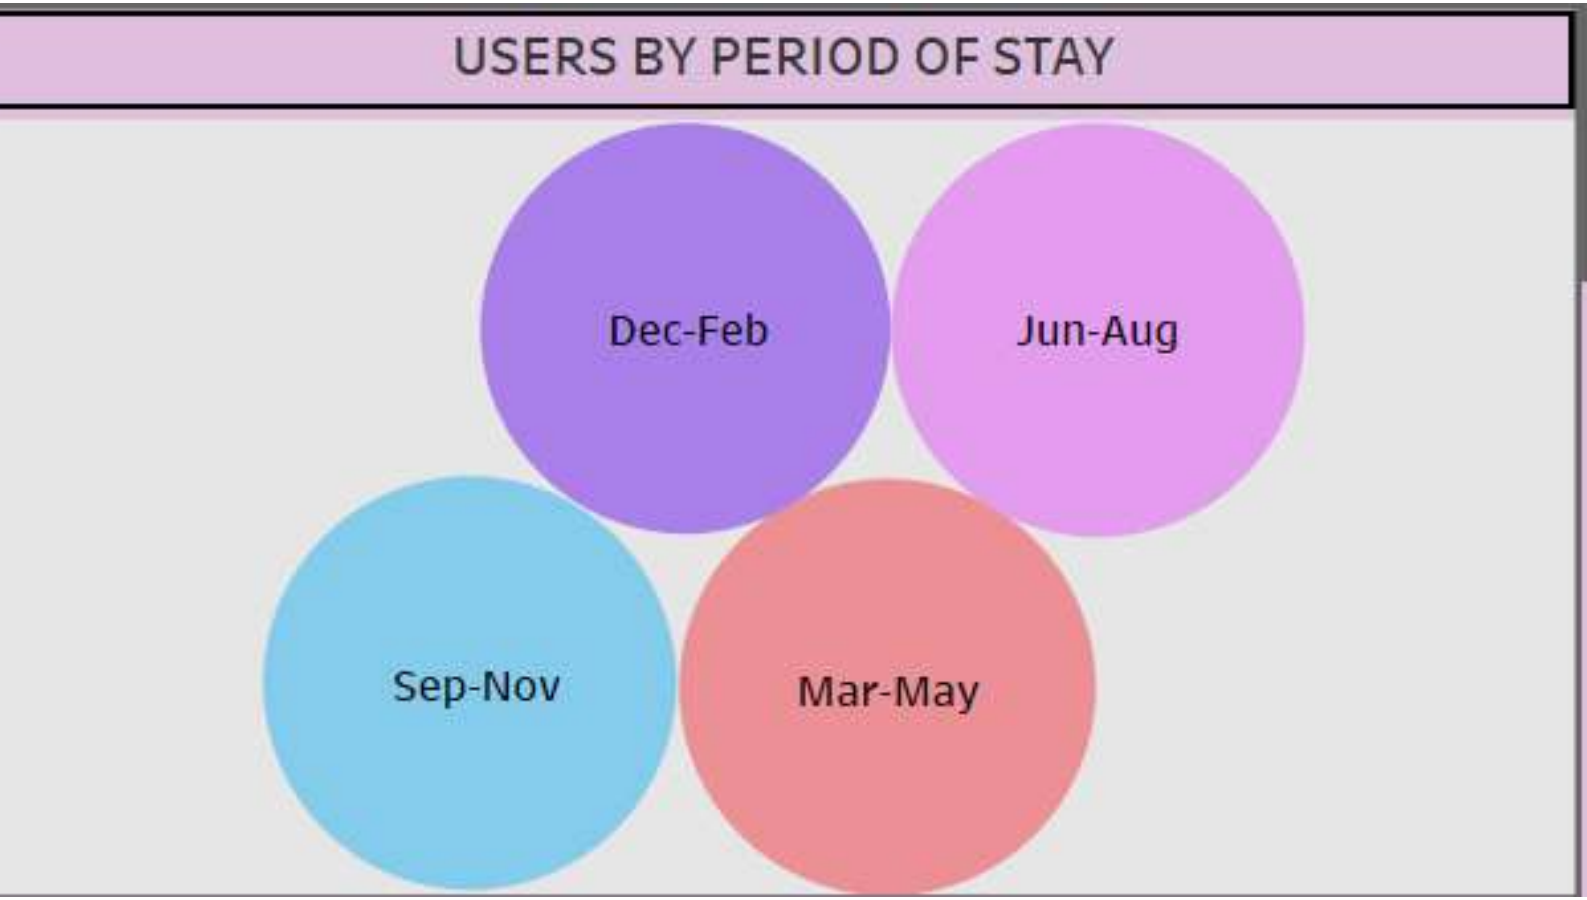 USERS BY PERIOD OF STAY
Dec-Feb
Jun-Aug
Sep-Nov
Mar-May